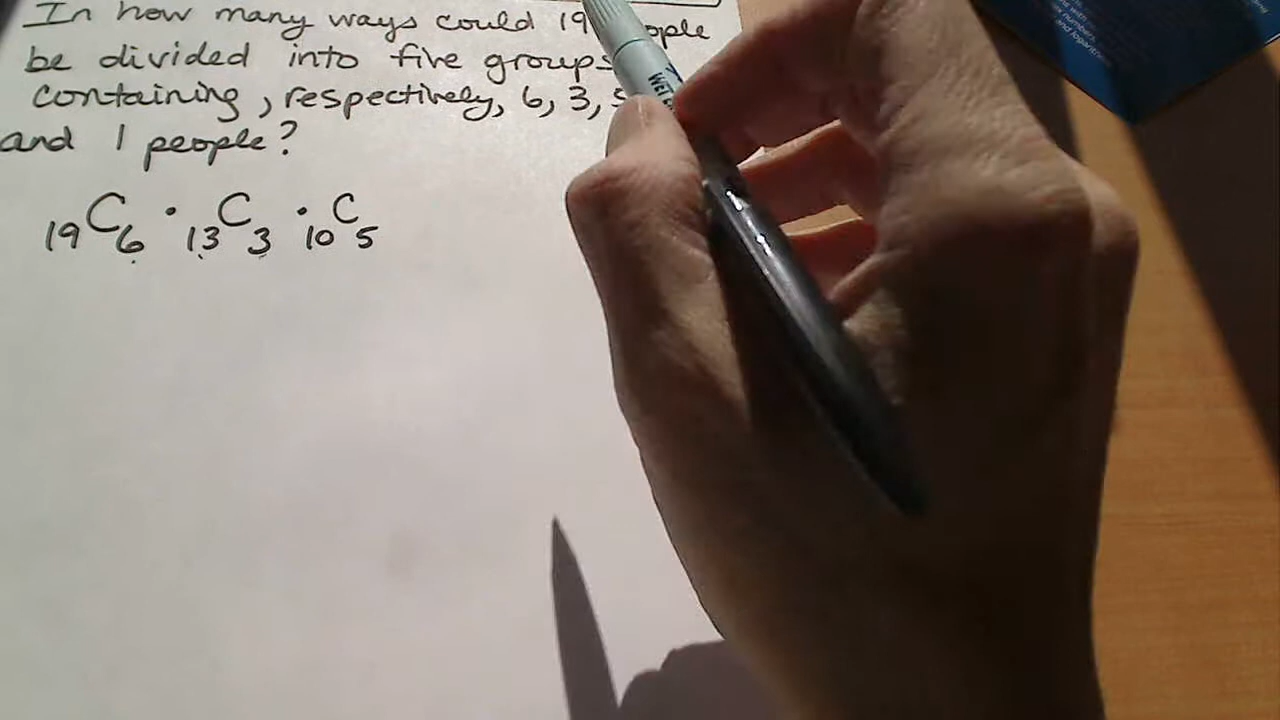 In how many ways could 19
be divided into five groups
containing, respectively, 6, 3, 5
and 1 people?
19C6 · 13C3 · 10C5